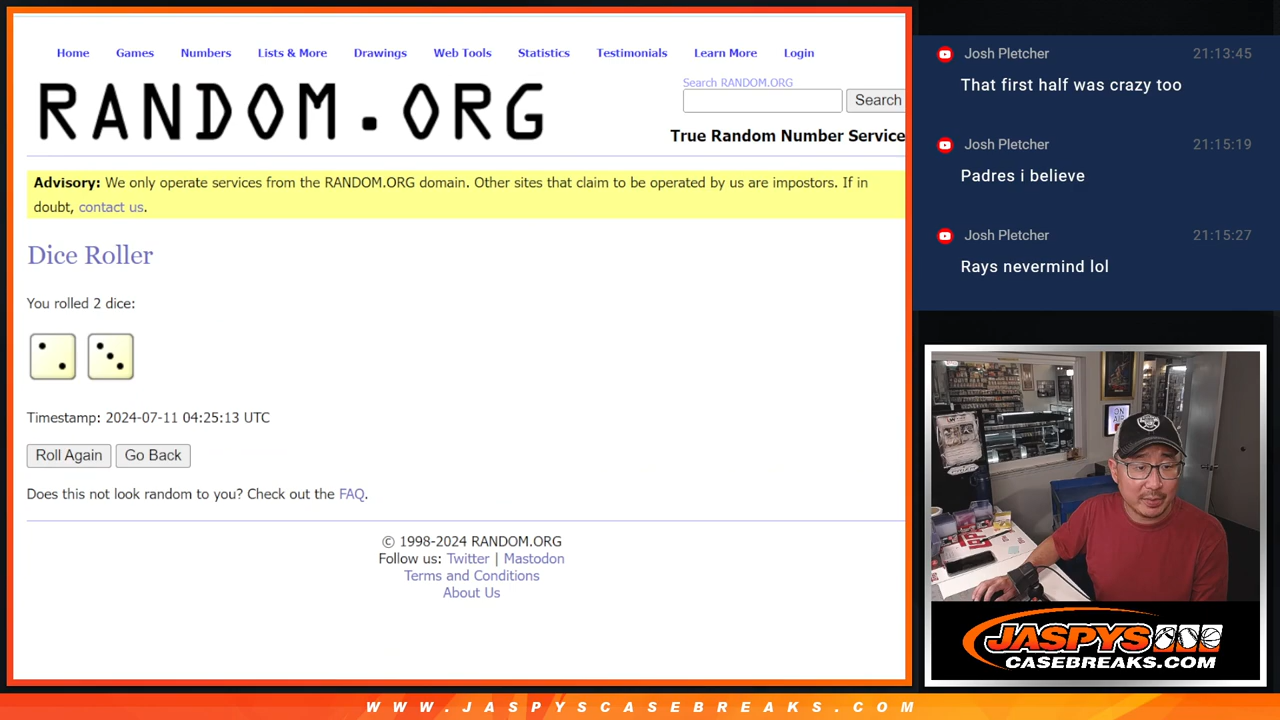 Home Games Numbers Lists & More Drawings Web Tools Statistics Testimonials Learn More Login
RANDOM.ORG
Search RANDOM.ORG
Search
True Random Number Service
Advisory: We only operate services from the RANDOM.ORG domain. Other sites that claim to be operated by us are impostors. If in
doubt, contact us.
Dice Roller
You rolled 2 dice:
Timestamp: 2024-07-11 04:25:13 UTC
Roll Again Go Back
Does this not look random to you? Check out the FAQ.
© 1998-2024 RANDOM.ORG
Follow us: Twitter | Mastodon
Terms and Conditions
About Us
Josh Pletcher 21:13:45
That first half was crazy too
Josh Pletcher 21:15:19
Padres i believe
Josh Pletcher 21:15:27
Rays nevermind lol
ON
AIR
JASPYS
CASEBREAKS.COM
WWW.JASPYSCASEBREAKS.COM